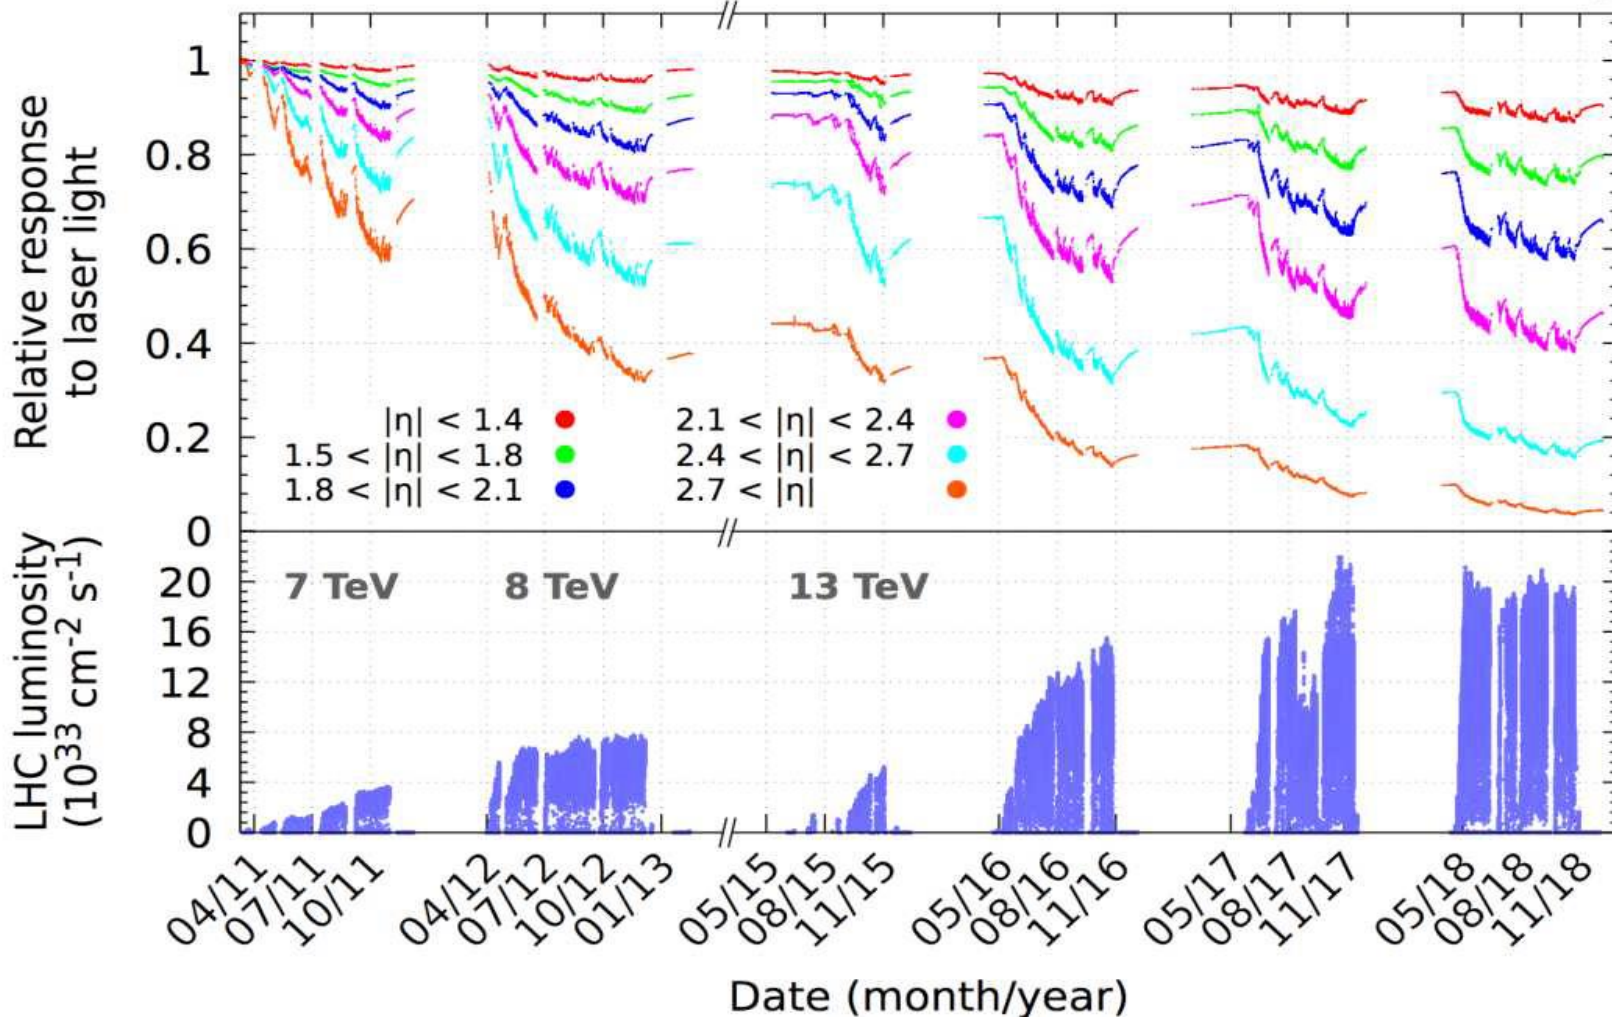 Relative response
to laser light
1
0.8
0.6
0.4
0.2
0
|η| < 1.4
1.5 < |η| < 1.8
1.8 < |η| < 2.1
2.1 < |η| < 2.4
2.4 < |η| < 2.7
2.7 < |η|
LHC luminosity
(10³³ cm⁻² s⁻¹)
20
16
12
8
4
0
7 TeV
8 TeV
13 TeV
//
//
04/11
07/11
10/11
04/12
07/12
10/12
01/13
05/15
08/15
11/15
05/16
08/16
11/16
05/17
08/17
11/17
05/18
08/18
11/18
Date (month/year)